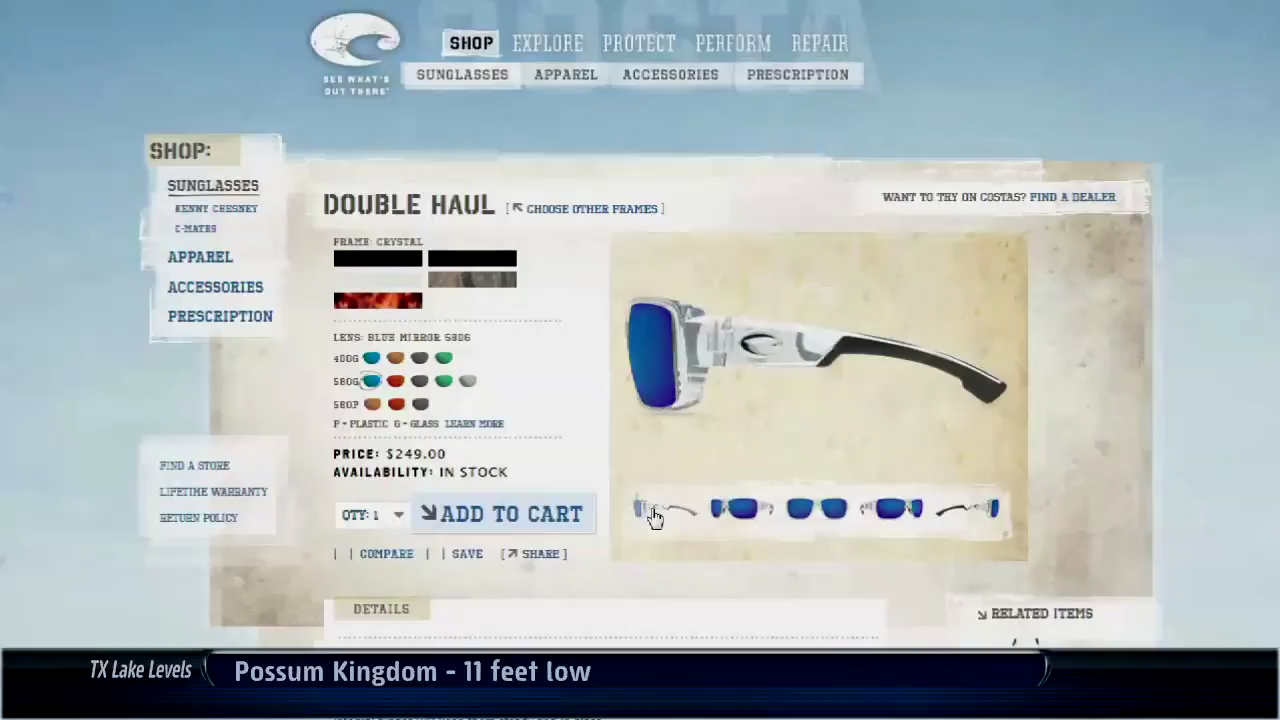 COSTA
SHOP EXPLORE PROTECT PERFORM REPAIR
SEE WHAT'S
OUT THERE
SUNGLASSES APPAREL ACCESSORIES PRESCRIPTION
SHOP:
SUNGLASSES
KENNY CHESNEY
C-MATES
APPAREL
ACCESSORIES
PRESCRIPTION
FIND A STORE
LIFETIME WARRANTY
RETURN POLICY
DOUBLE HAUL [ CHOOSE OTHER FRAMES ]
WANT TO TRY ON COSTAS? FIND A DEALER
FRAME: CRYSTAL
LENS: BLUE MIRROR 580G
400G
580G
580P
P - PLASTIC G - GLASS LEARN MORE
PRICE: $249.00
AVAILABILITY: IN STOCK
QTY: 1 ADD TO CART
| | COMPARE | | SAVE [ SHARE ]
DETAILS
RELATED ITEMS
TX Lake Levels Possum Kingdom - 11 feet low